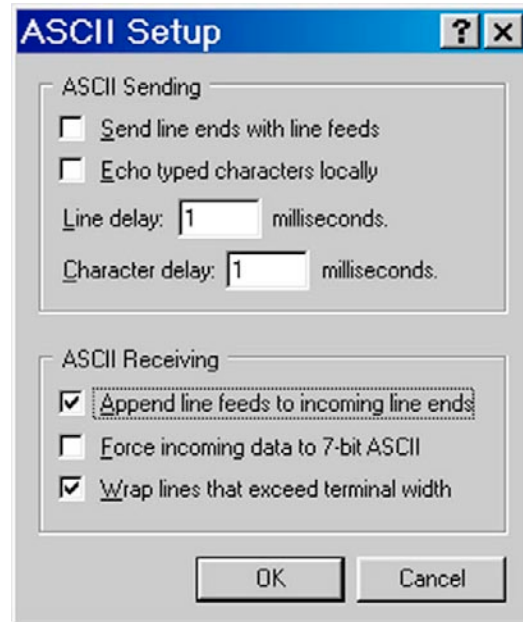 ASCII Setup
ASCII Sending
Send line ends with line feeds
Echo typed characters locally
Line delay: 1 milliseconds.
Character delay: 1 milliseconds.
ASCII Receiving
Append line feeds to incoming line ends
Force incoming data to 7-bit ASCII
Wrap lines that exceed terminal width
OK Cancel